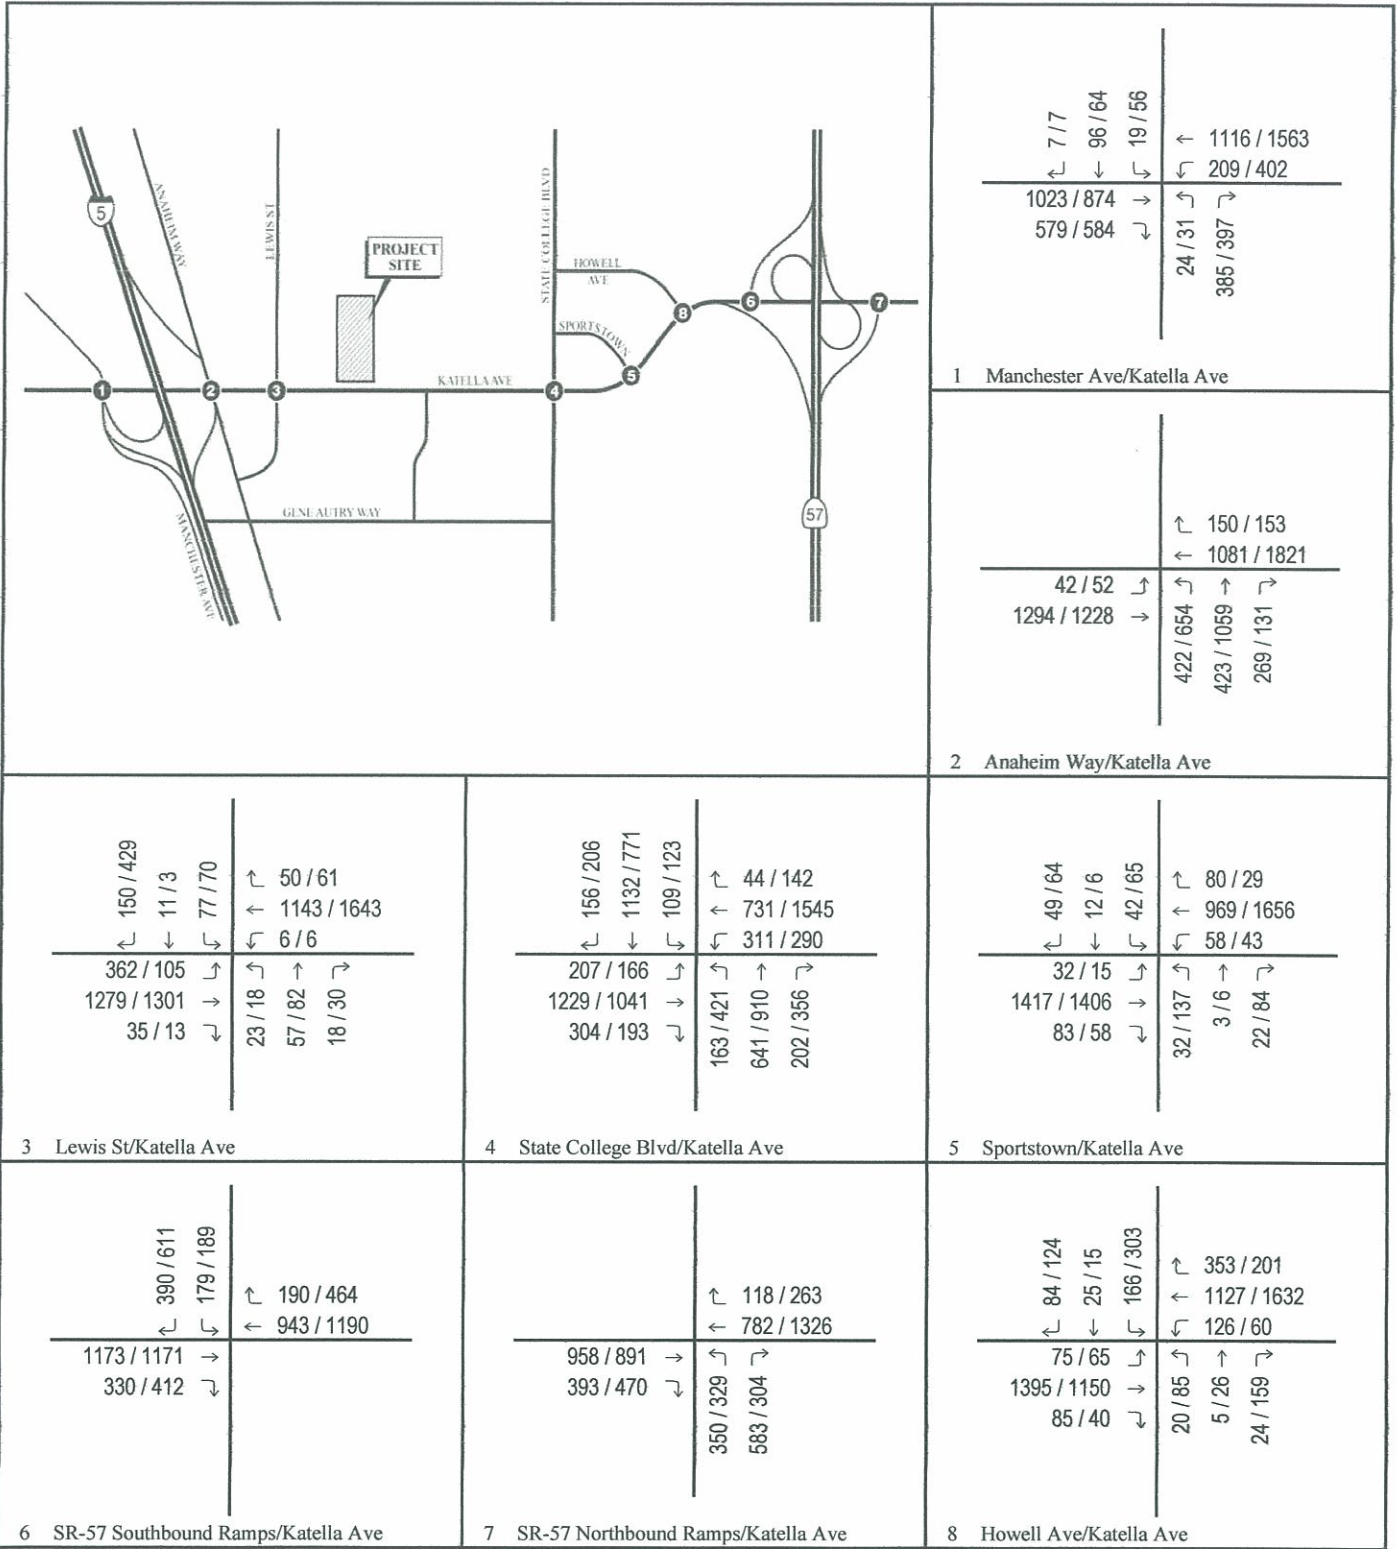 5
ANAHEIM WAY
LEWIS ST
PROJECT
SITE
STATE COLLEGE BLVD
HOWELL
AVE
SPORTSTOWN
KATELLA AVE
1
2
3
4
5
8
6
7
57
GENE AUTRY WAY
MANCHESTER AVE
7 / 7
96 / 64
19 / 56
← 1116 / 1563
209 / 402
1023 / 874 →
579 / 584
24 / 31
385 / 397
1 Manchester Ave/Katella Ave
150 / 153
← 1081 / 1821
42 / 52
1294 / 1228 →
422 / 654
423 / 1059
269 / 131
2 Anaheim Way/Katella Ave
150 / 429
11 / 3
77 / 70
50 / 61
← 1143 / 1643
6 / 6
362 / 105
1279 / 1301 →
35 / 13
23 / 18
57 / 82
18 / 30
3 Lewis St/Katella Ave
156 / 206
1132 / 771
109 / 123
44 / 142
← 731 / 1545
311 / 290
207 / 166
1229 / 1041 →
304 / 193
163 / 421
641 / 910
202 / 356
4 State College Blvd/Katella Ave
49 / 64
12 / 6
42 / 65
80 / 29
← 969 / 1656
58 / 43
32 / 15
1417 / 1406 →
83 / 58
32 / 137
3 / 6
22 / 84
5 Sportstown/Katella Ave
390 / 611
179 / 189
190 / 464
← 943 / 1190
1173 / 1171 →
330 / 412
6 SR-57 Southbound Ramps/Katella Ave
118 / 263
← 782 / 1326
958 / 891 →
393 / 470
350 / 329
583 / 304
7 SR-57 Northbound Ramps/Katella Ave
84 / 124
25 / 15
166 / 303
353 / 201
← 1127 / 1632
126 / 60
75 / 65
1395 / 1150 →
85 / 40
20 / 85
5 / 26
24 / 159
8 Howell Ave/Katella Ave